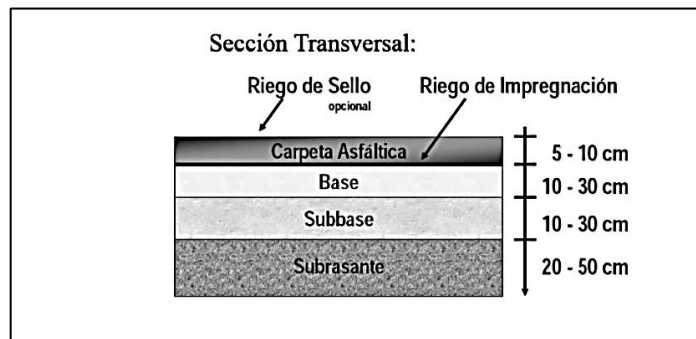 Sección Transversal:
Riego de Sello
opcional
Riego de Impregnación
Carpeta Asfáltica
5 - 10 cm
Base
10 - 30 cm
Subbase
10 - 30 cm
Subrasante
20 - 50 cm